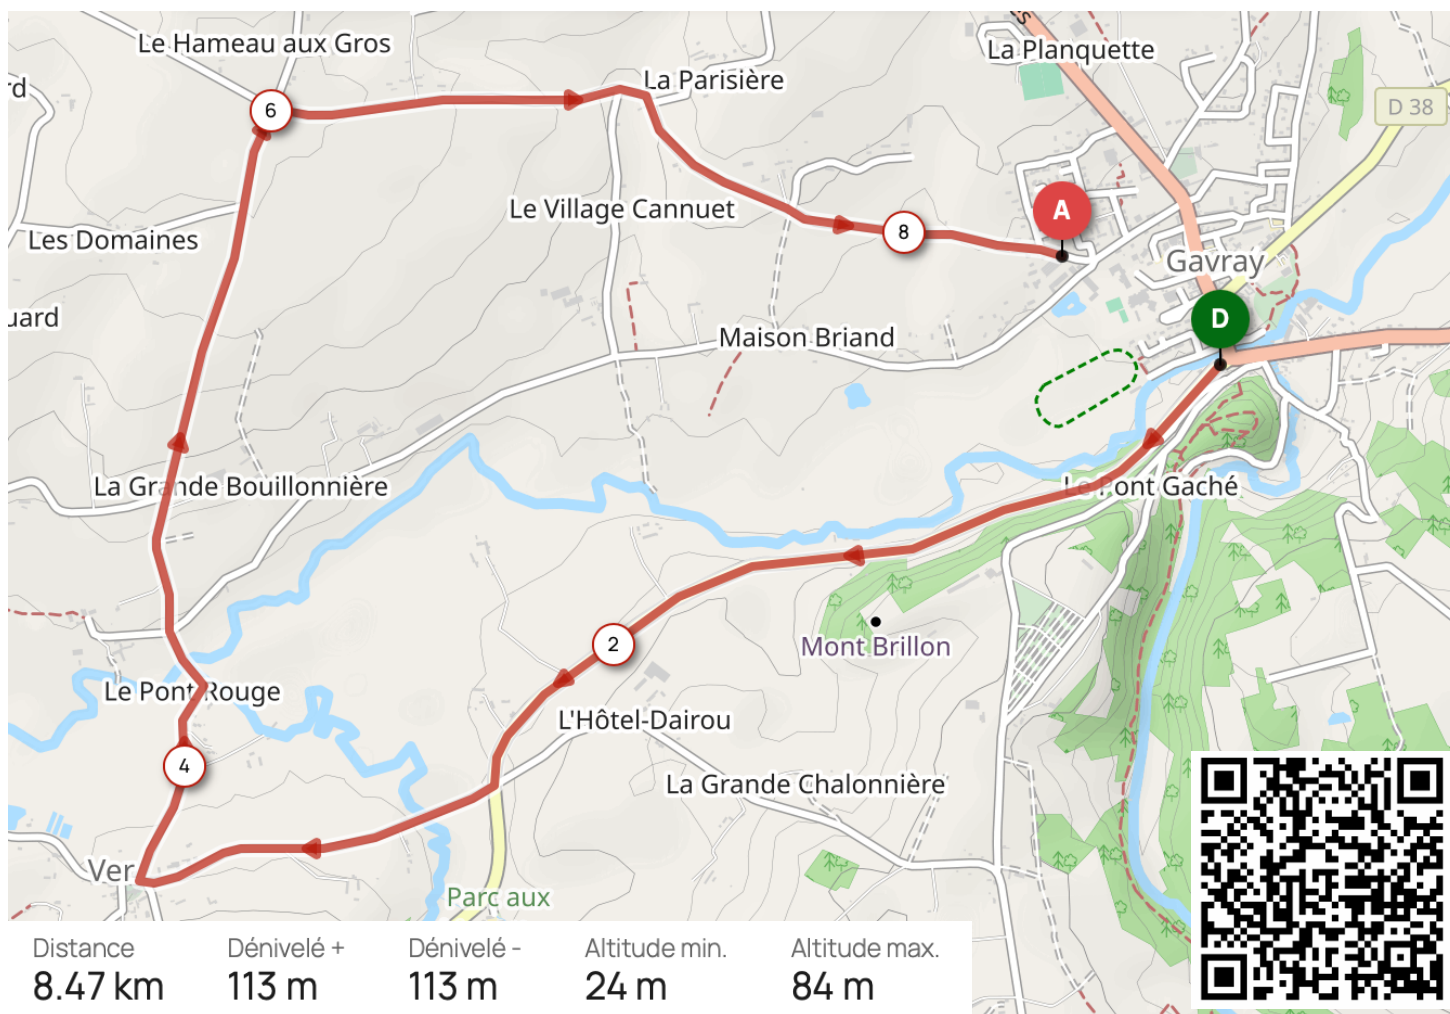 Le Hameau aux Gros
La Planquette
La Parisière
6
D 38
A
Le Village Cannuet
8
Les Domaines
Gavray
D
uard
Maison Briand
La Grande Bouillonnière
Le Pont Gaché
2
Mont Brillon
Le Pont Rouge
L'Hôtel-Dairou
4
La Grande Chalonnière
Ver
Parc aux
Distance
8.47 km
Dénivelé +
113 m
Dénivelé -
113 m
Altitude min.
24 m
Altitude max.
84 m